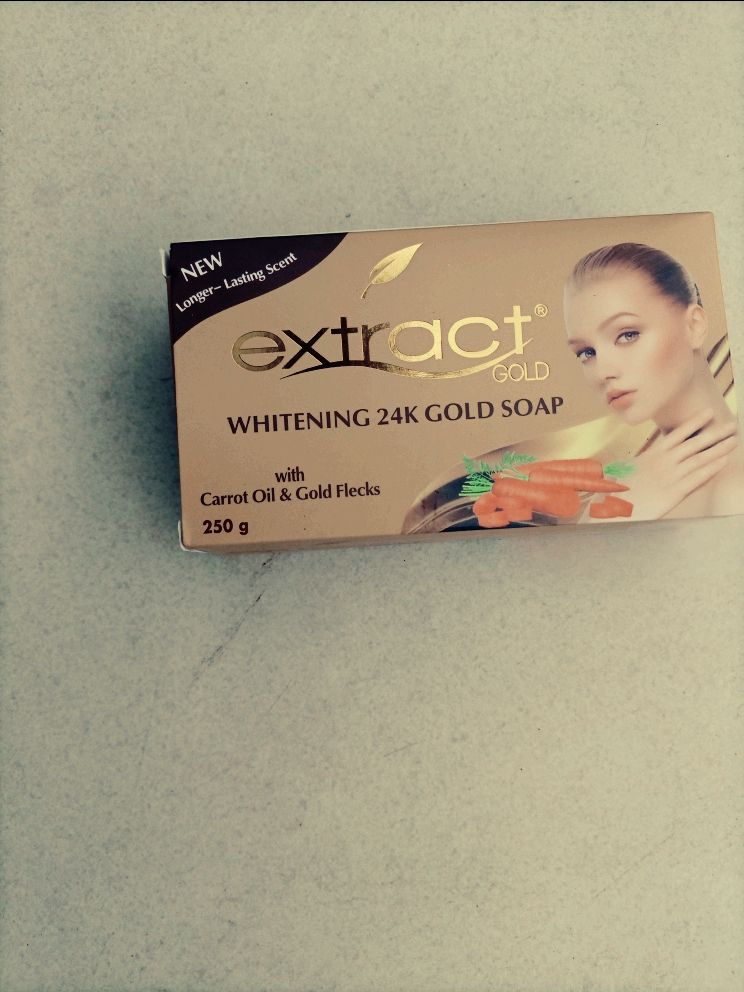 NEW
Longer- Lasting Scent
extract®
GOLD
WHITENING 24K GOLD SOAP
with
Carrot Oil & Gold Flecks
250 g